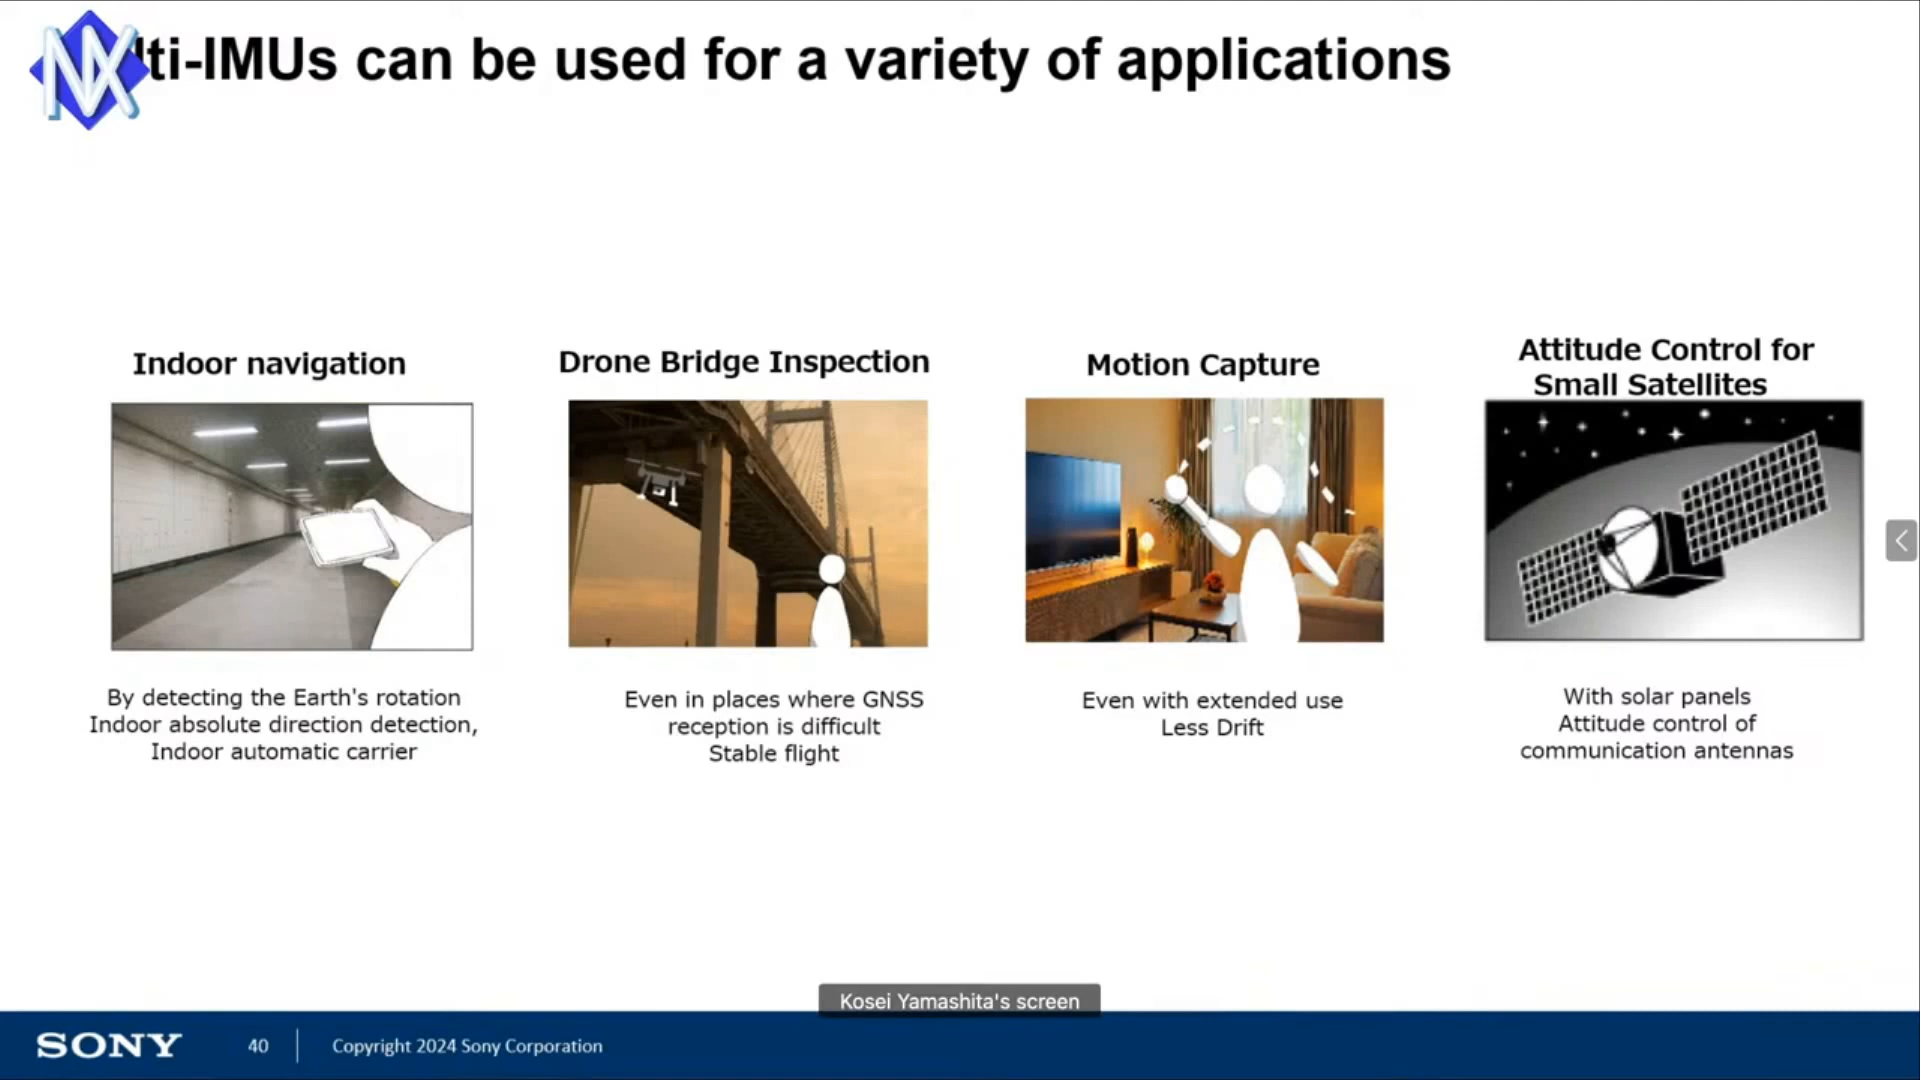 NX
ti-IMUs can be used for a variety of applications
Indoor navigation
By detecting the Earth's rotation
Indoor absolute direction detection,
Indoor automatic carrier
Drone Bridge Inspection
Even in places where GNSS
reception is difficult
Stable flight
Motion Capture
Even with extended use
Less Drift
Attitude Control for
Small Satellites
With solar panels
Attitude control of
communication antennas
Kosei Yamashita's screen
SONY
40
Copyright 2024 Sony Corporation